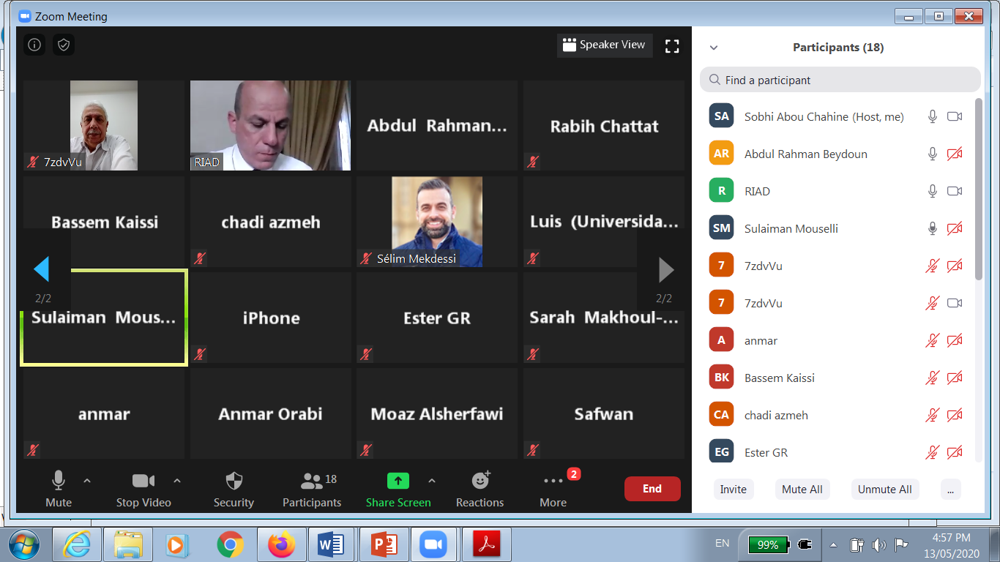 Zoom Meeting
Speaker View
7zdvVu
RIAD
Abdul Rahman...
Rabih Chattat
Bassem Kaissi
chadi azmeh
Sélim Mekdessi
Luis (Universida...
2/2
2/2
Sulaiman Mous...
iPhone
Ester GR
Sarah Makhoul-...
anmar
Anmar Orabi
Moaz Alsherfawi
Safwan
Mute
Stop Video
Security
18
Participants
Share Screen
Reactions
2
More
End
Participants (18)
Find a participant
SA Sobhi Abou Chahine (Host, me)
AR Abdul Rahman Beydoun
R RIAD
SM Sulaiman Mouselli
7 7zdvVu
7 7zdvVu
A anmar
BK Bassem Kaissi
CA chadi azmeh
EG Ester GR
Invite Mute All Unmute All ...
EN
99%
4:57 PM
13/05/2020